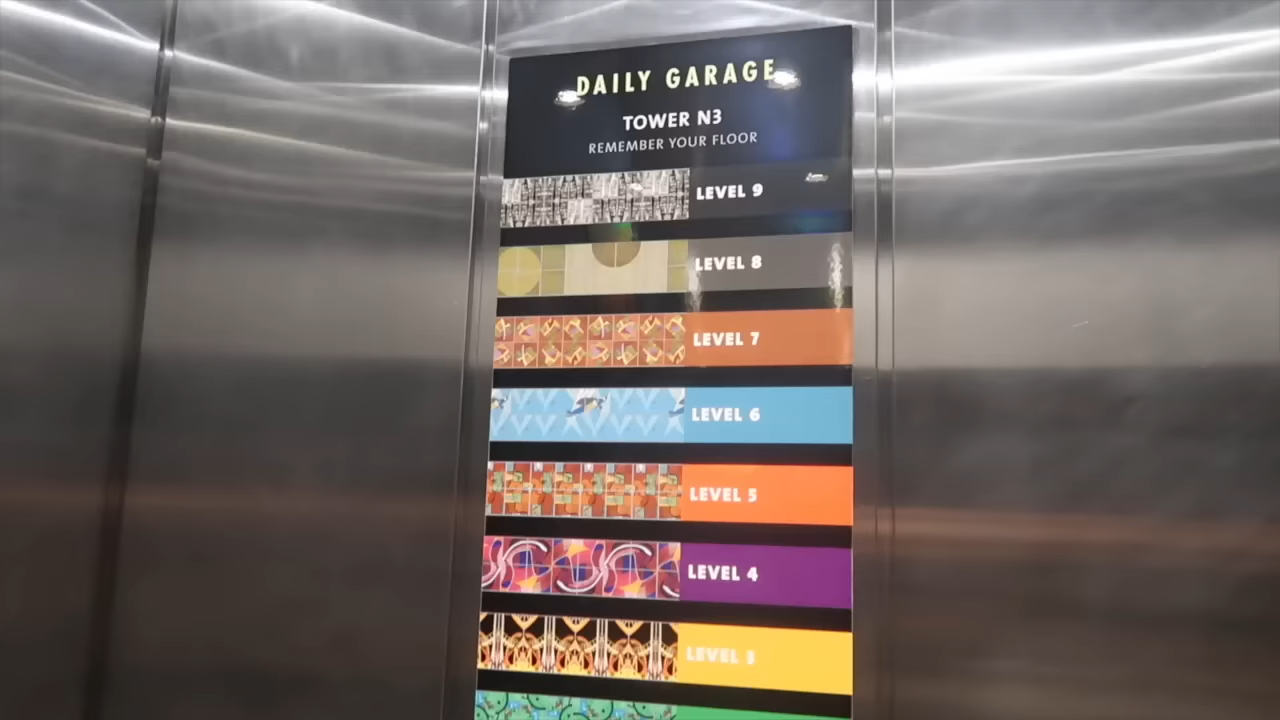 DAILY GARAGE
TOWER N3
REMEMBER YOUR FLOOR
LEVEL 9
LEVEL 8
LEVEL 7
LEVEL 6
LEVEL 5
LEVEL 4
LEVEL 3